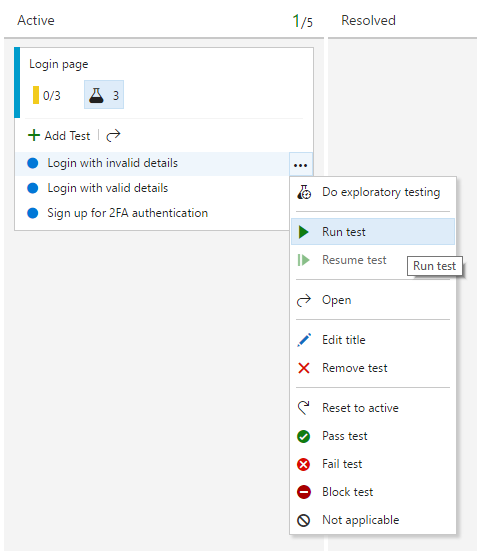 Active 1/5 Resolved
Login page
0/3 3
Add Test
Login with invalid details ...
Login with valid details
Sign up for 2FA authentication
Do exploratory testing
Run test
Resume test
Run test
Open
Edit title
Remove test
Reset to active
Pass test
Fail test
Block test
Not applicable